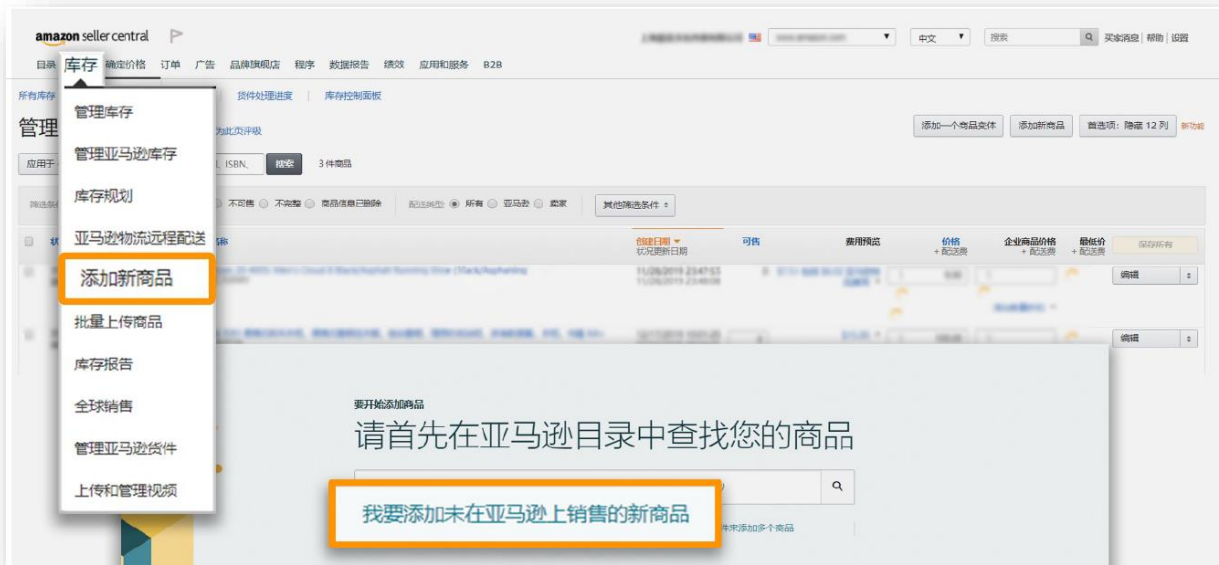 amazon seller central
中文
搜索
买家消息 | 帮助 | 设置
目录 库存 确定价格 订单 广告 品牌旗舰店 程序 数据报告 绩效 应用和服务 B2B
所有库存 货件处理进度 | 库存控制面板
管理 为此页评级
添加一个商品变体 添加新商品 首选项：隐藏 12 列 新功能
应用于 ISBN、 搜索 3 件商品
不可售 不完整 商品信息已删除 配送类型: 所有 亚马逊 卖家 其他筛选条件
创建日期 可售 费用预览 价格 企业商品价格 最低价 保存所有
状况更新日期 + 配送费 + 配送费 + 配送费
编辑
编辑
管理库存
管理亚马逊库存
库存规划
亚马逊物流远程配送
添加新商品
批量上传商品
库存报告
全球销售
管理亚马逊货件
上传和管理视频
要开始添加商品
请首先在亚马逊目录中查找您的商品
我要添加未在亚马逊上销售的新商品
件来添加多个商品